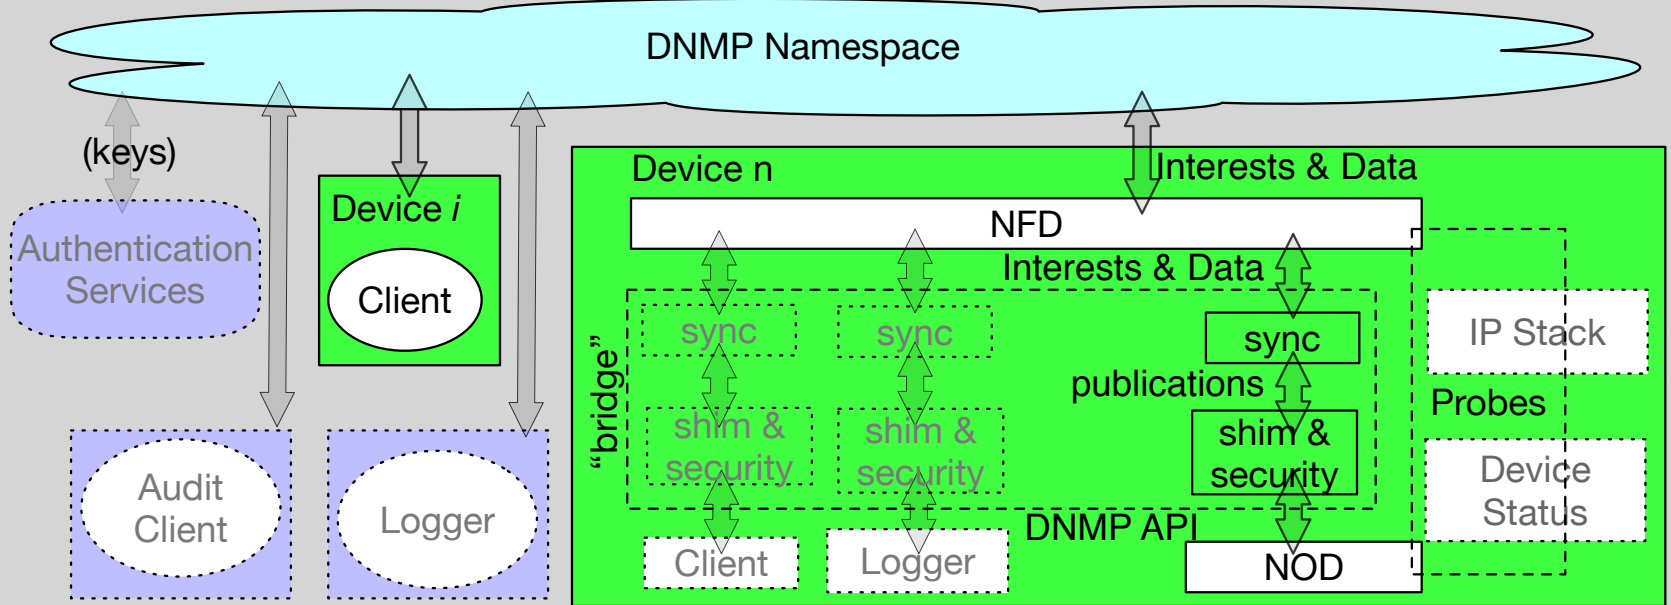 DNMP Namespace
(keys)
Authentication
Services
Device i
Client
Audit
Client
Logger
Device n
Interests & Data
NFD
Interests & Data
“bridge”
sync
sync
sync
publications
shim &
security
shim &
security
shim &
security
DNMP API
Client
Logger
NOD
IP Stack
Probes
Device
Status